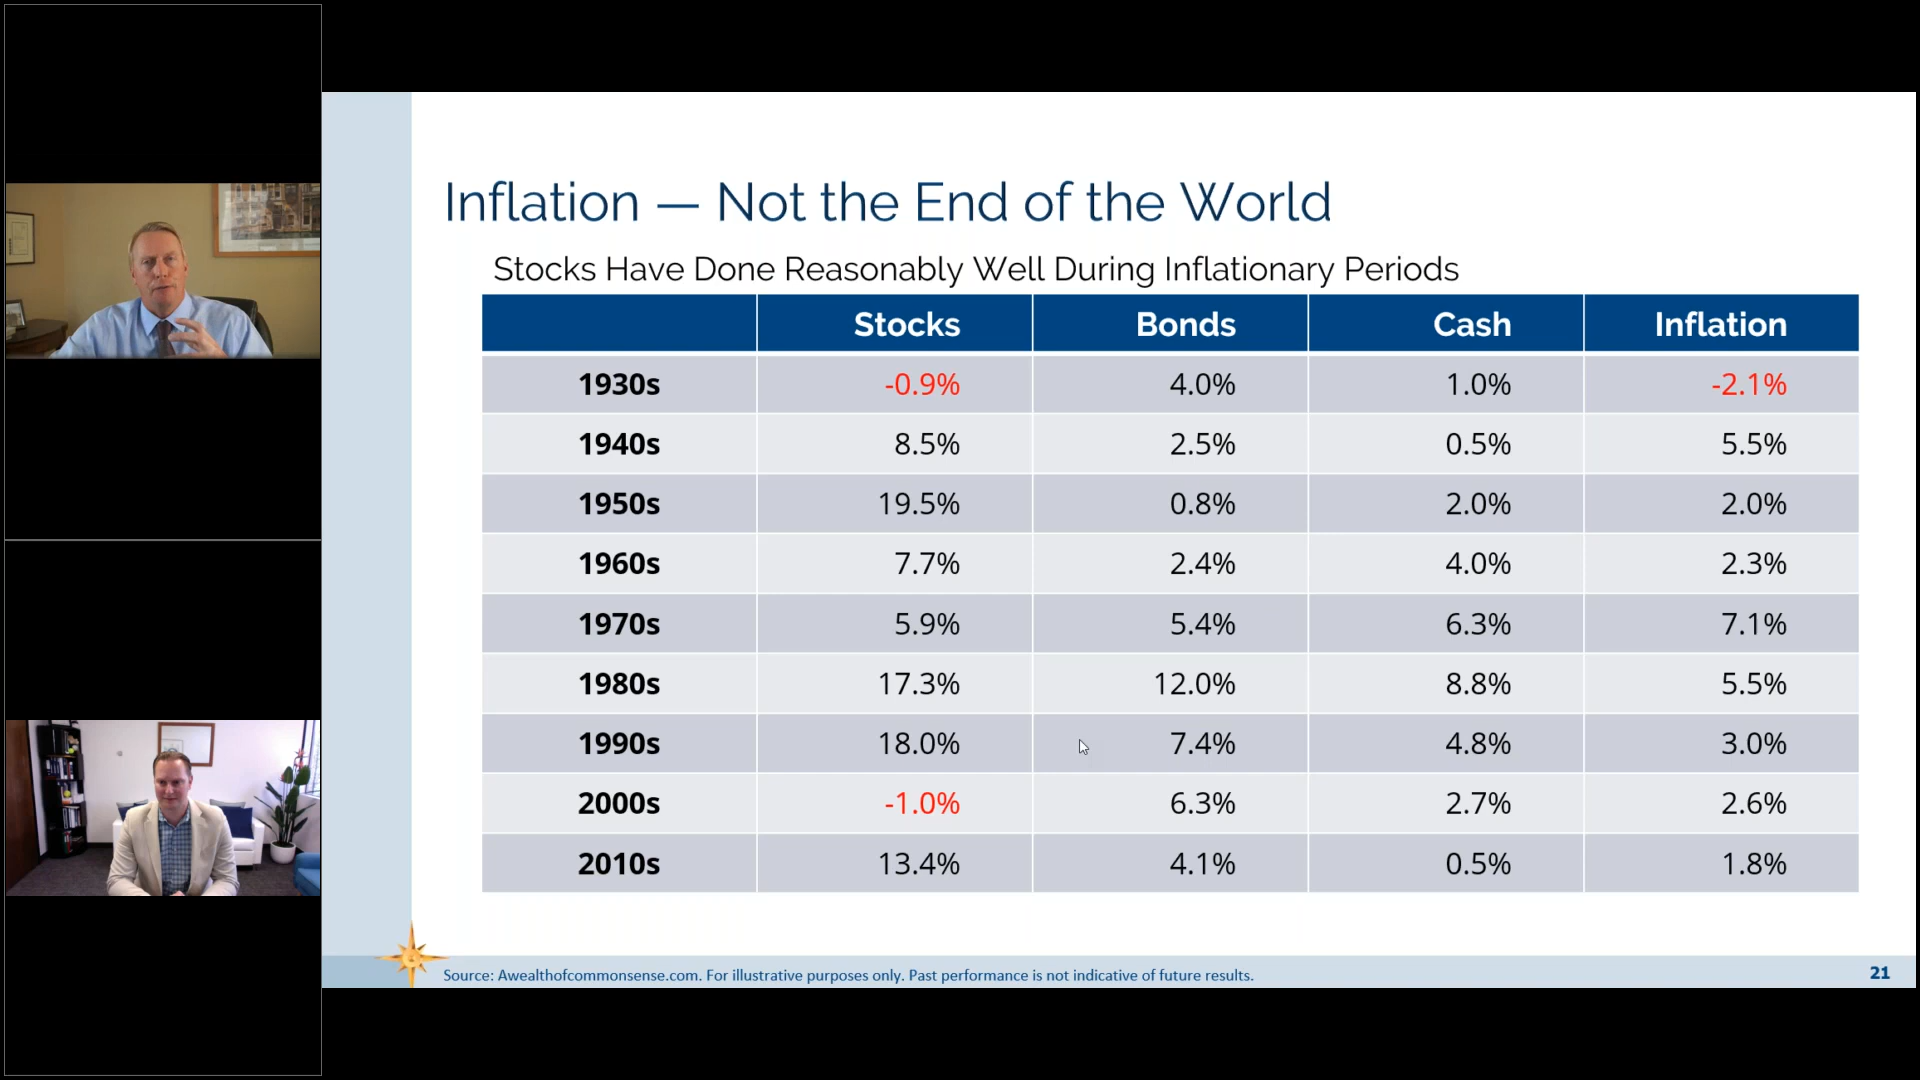 Inflation — Not the End of the World
Stocks Have Done Reasonably Well During Inflationary Periods
Stocks Bonds Cash Inflation
1930s -0.9% 4.0% 1.0% -2.1%
1940s 8.5% 2.5% 0.5% 5.5%
1950s 19.5% 0.8% 2.0% 2.0%
1960s 7.7% 2.4% 4.0% 2.3%
1970s 5.9% 5.4% 6.3% 7.1%
1980s 17.3% 12.0% 8.8% 5.5%
1990s 18.0% 7.4% 4.8% 3.0%
2000s -1.0% 6.3% 2.7% 2.6%
2010s 13.4% 4.1% 0.5% 1.8%
Source: Awealthofcommonsense.com. For illustrative purposes only. Past performance is not indicative of future results.
21